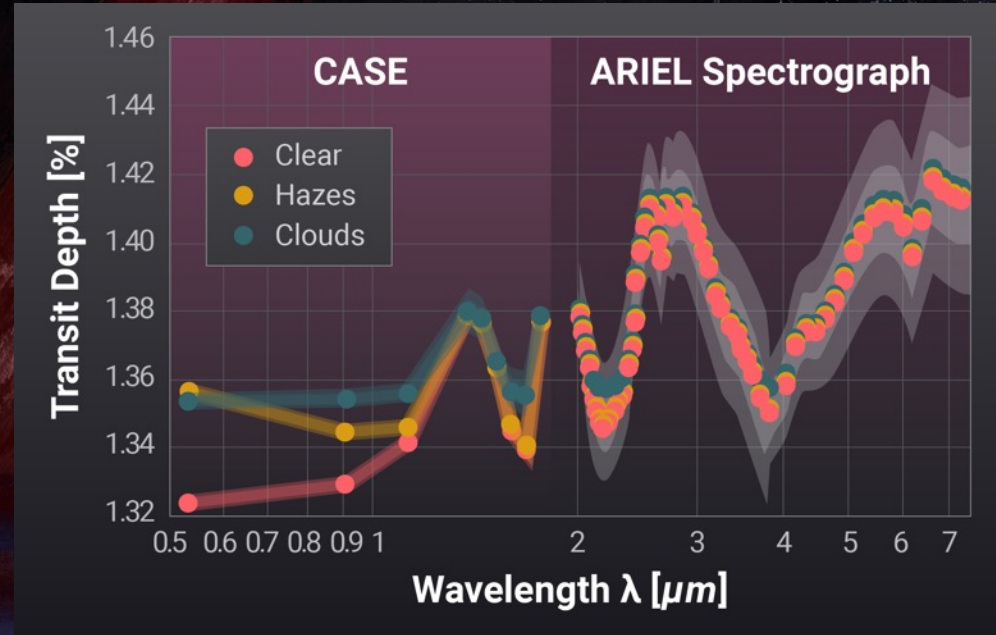 CASE
ARIEL Spectrograph
Clear
Hazes
Clouds
Transit Depth [%]
1.46
1.44
1.42
1.40
1.38
1.36
1.34
1.32
0.5 0.6 0.7 0.8 0.9 1 2 3 4 5 6 7
Wavelength λ [μm]